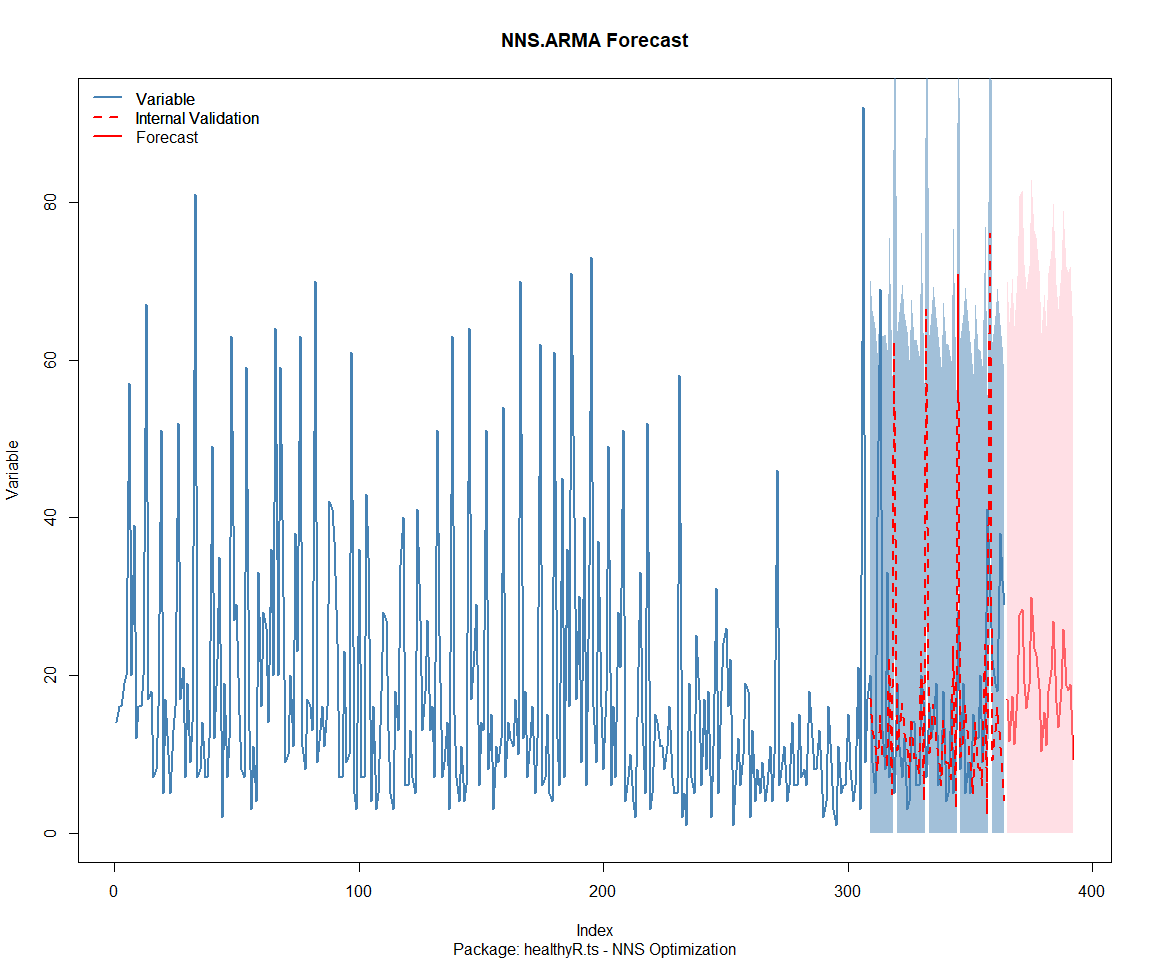 NNS.ARMA Forecast
Variable
Internal Validation
Forecast
Variable
80
60
40
20
0
0 100 200 300 400
Index
Package: healthyR.ts - NNS Optimization